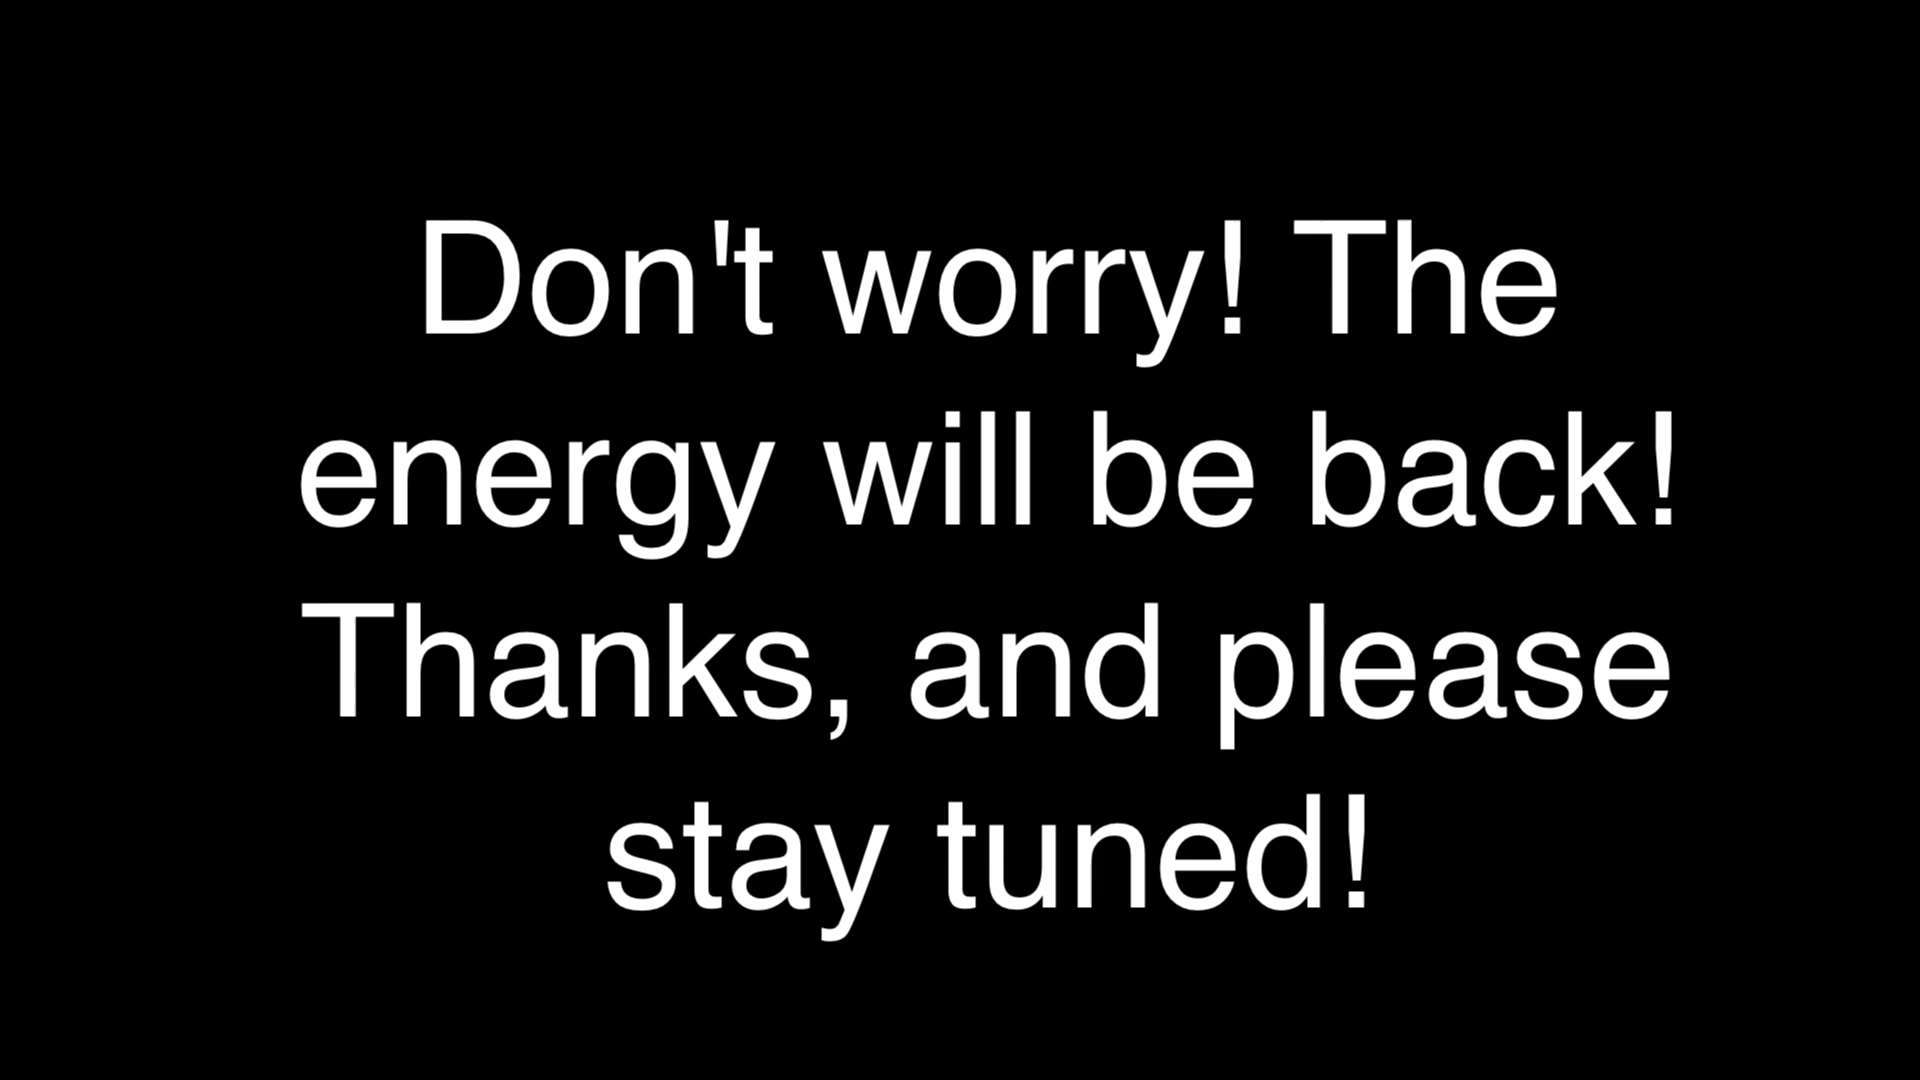 Don't worry! The
energy will be back!
Thanks, and please
stay tuned!